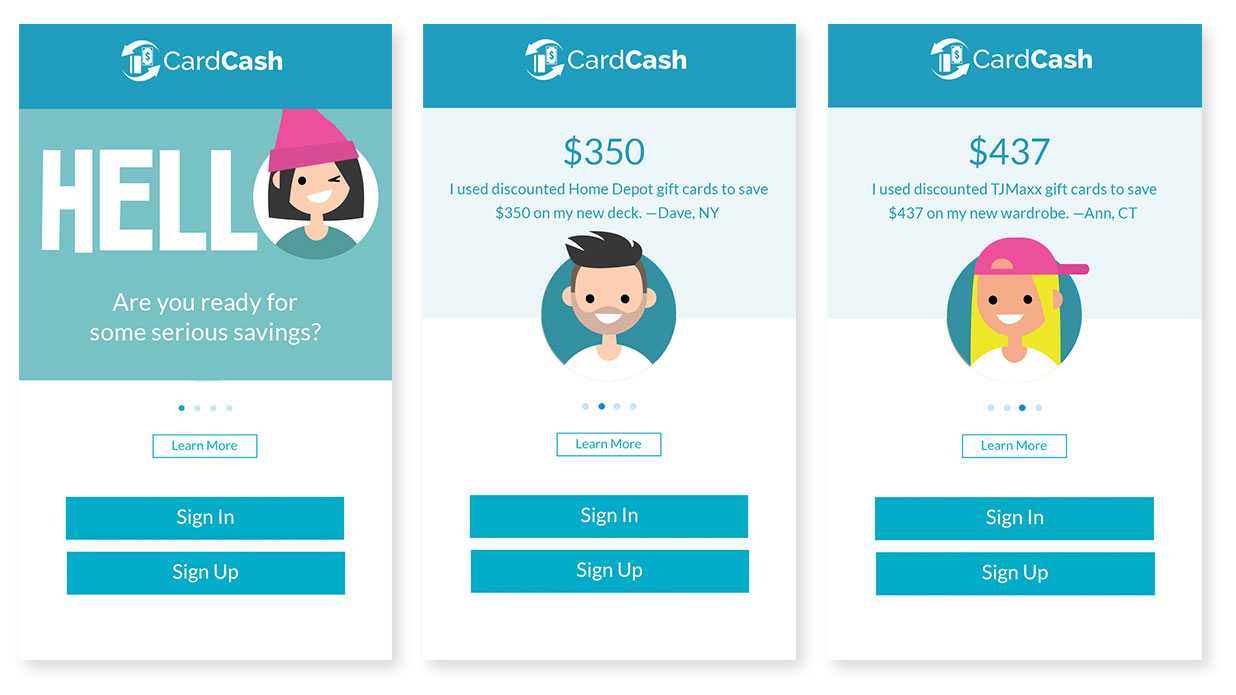 CardCash
HELL
Are you ready for
some serious savings?
Learn More
Sign In
Sign Up
CardCash
$350
I used discounted Home Depot gift cards to save
$350 on my new deck. —Dave, NY
Learn More
Sign In
Sign Up
CardCash
$437
I used discounted TJMaxx gift cards to save
$437 on my new wardrobe. —Ann, CT
Learn More
Sign In
Sign Up